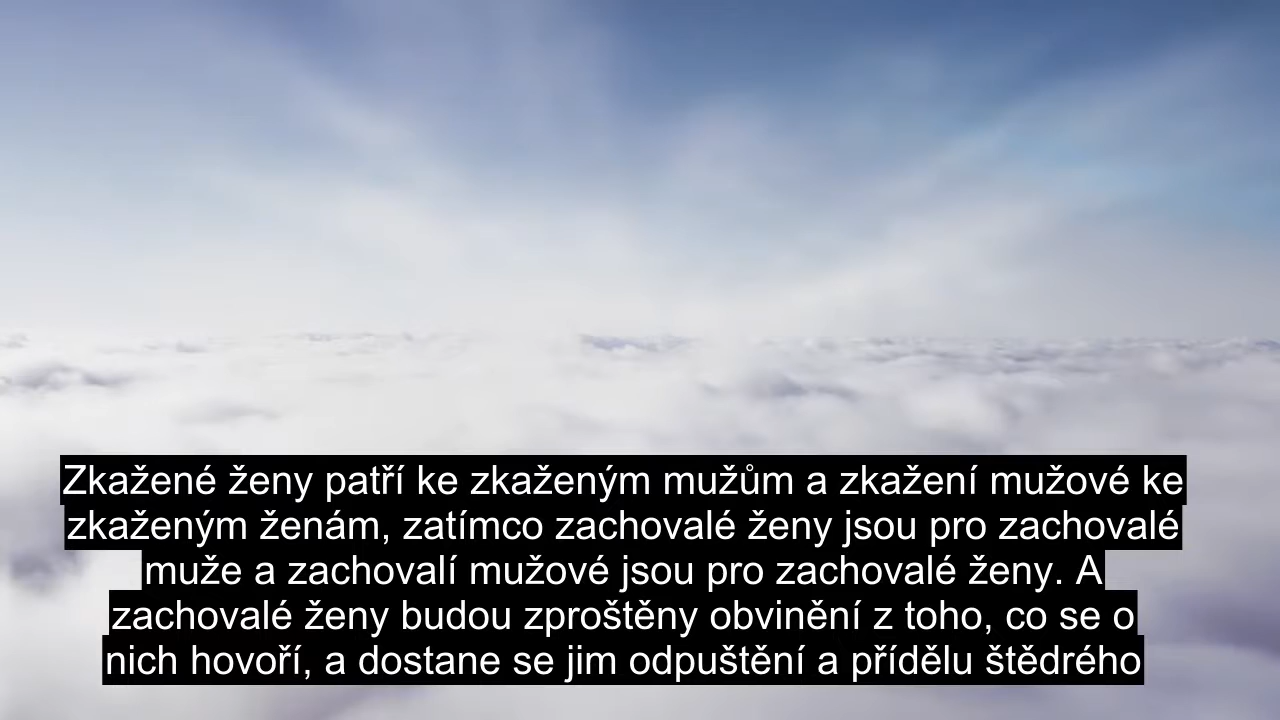 Zkažené ženy patří ke zkaženým mužům a zkažení mužové ke
zkaženým ženám, zatímco zachovalé ženy jsou pro zachovalé
muže a zachovalí mužové jsou pro zachovalé ženy. A
zachovalé ženy budou zproštěny obvinění z toho, co se o
nich hovoří, a dostane se jim odpuštění a přídělu štědrého